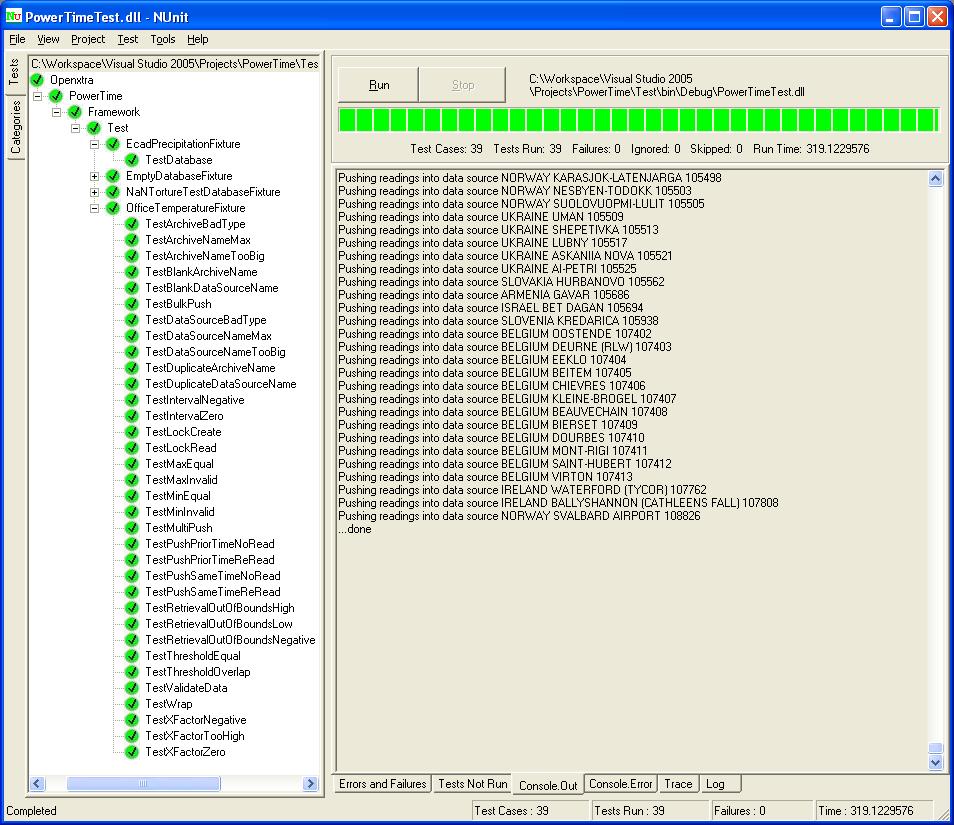 PowerTimeTest.dll - NUnit
File View Project Test Tools Help
Tests
Categories
C:\Workspace\Visual Studio 2005\Projects\PowerTime\Tes
Openxtra
PowerTime
Framework
Test
EcadPrecipitationFixture
TestDatabase
EmptyDatabaseFixture
NaNTortureTestDatabaseFixture
OfficeTemperatureFixture
TestArchiveBadType
TestArchiveNameMax
TestArchiveNameTooBig
TestBlankArchiveName
TestBlankDataSourceName
TestBulkPush
TestDataSourceBadType
TestDataSourceNameMax
TestDataSourceNameTooBig
TestDuplicateArchiveName
TestDuplicateDataSourceName
TestIntervalNegative
TestIntervalZero
TestLockCreate
TestLockRead
TestMaxEqual
TestMaxInvalid
TestMinEqual
TestMinInvalid
TestMultiPush
TestPushPriorTimeNoRead
TestPushPriorTimeReRead
TestPushSameTimeNoRead
TestPushSameTimeReRead
TestRetrievalOutOfBoundsHigh
TestRetrievalOutOfBoundsLow
TestRetrievalOutOfBoundsNegative
TestThresholdEqual
TestThresholdOverlap
TestValidateData
TestWrap
TestXFactorNegative
TestXFactorTooHigh
TestXFactorZero
Run Stop
C:\Workspace\Visual Studio 2005
\Projects\PowerTime\Test\bin\Debug\PowerTimeTest.dll
Test Cases: 39 Tests Run: 39 Failures: 0 Ignored: 0 Skipped: 0 Run Time: 319.1229576
Pushing readings into data source NORWAY KARASJOK-LATENJARGA 105498
Pushing readings into data source NORWAY NESBYEN-TODOKK 105503
Pushing readings into data source NORWAY SUOLOVUOPMI-LULIT 105505
Pushing readings into data source UKRAINE UMAN 105509
Pushing readings into data source UKRAINE SHEPETIVKA 105513
Pushing readings into data source UKRAINE LUBNY 105517
Pushing readings into data source UKRAINE ASKANIIA NOVA 105521
Pushing readings into data source UKRAINE AI-PETRI 105525
Pushing readings into data source SLOVAKIA HURBANOVO 105562
Pushing readings into data source ARMENIA GAVAR 105686
Pushing readings into data source ISRAEL BET DAGAN 105694
Pushing readings into data source SLOVENIA KREDARICA 105938
Pushing readings into data source BELGIUM OOSTENDE 107402
Pushing readings into data source BELGIUM DEURNE (RLW) 107403
Pushing readings into data source BELGIUM EEKLO 107404
Pushing readings into data source BELGIUM BEITEM 107405
Pushing readings into data source BELGIUM CHIEVRES 107406
Pushing readings into data source BELGIUM KLEINE-BROGEL 107407
Pushing readings into data source BELGIUM BEAUVECHAIN 107408
Pushing readings into data source BELGIUM BIERSET 107409
Pushing readings into data source BELGIUM DOURBES 107410
Pushing readings into data source BELGIUM MONT-RIGI 107411
Pushing readings into data source BELGIUM SAINT-HUBERT 107412
Pushing readings into data source BELGIUM VIRTON 107413
Pushing readings into data source IRELAND WATERFORD (TYCOR) 107762
Pushing readings into data source IRELAND BALLYSHANNON (CATHLEENS FALL) 107808
Pushing readings into data source NORWAY SVALBARD AIRPORT 108826
...done
Errors and Failures Tests Not Run Console.Out Console.Error Trace Log
Completed Test Cases : 39 Tests Run : 39 Failures : 0 Time : 319.1229576